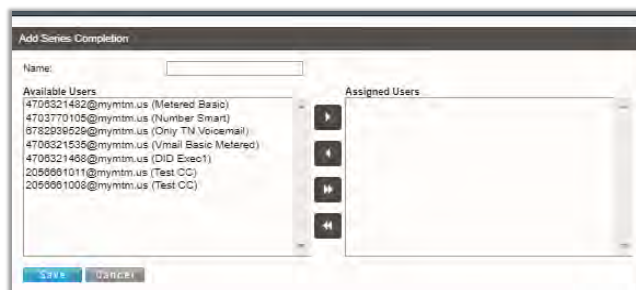 Add Series Completion
Name:
Available Users
4706321482@mymtm.us (Metered Basic)
4703770105@mymtm.us (Number Smart)
6782939529@mymtm.us (Only TN Voicemail)
4706321535@mymtm.us (Vmail Basic Metered)
4706321468@mymtm.us (DID Exec1)
2056661011@mymtm.us (Test CC)
2056661008@mymtm.us (Test CC)
Assigned Users
Save Cancel